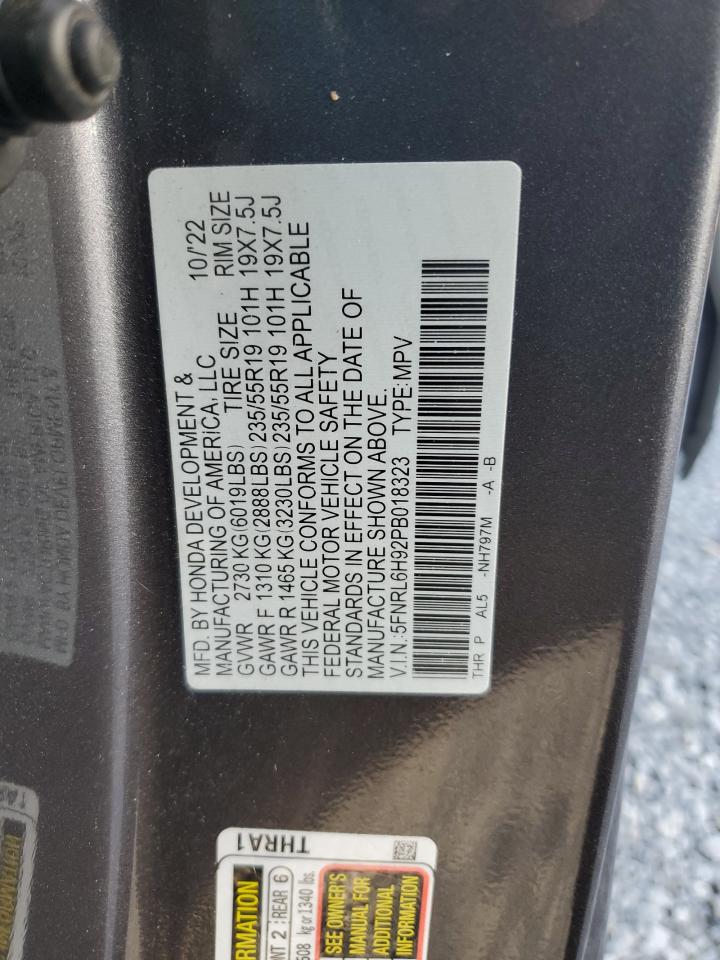 MFD. BY HONDA DEVELOPMENT &
MANUFACTURING OF AMERICA, LLC 10/'22
GVWR 2730 KG(6019LBS) TIRE SIZE RIM SIZE
GAWR F 1310 KG(2888LBS) 235/55R19 101H 19X7.5J
GAWR R 1465 KG(3230LBS) 235/55R19 101H 19X7.5J
THIS VEHICLE CONFORMS TO ALL APPLICABLE
FEDERAL MOTOR VEHICLE SAFETY
STANDARDS IN EFFECT ON THE DATE OF
MANUFACTURE SHOWN ABOVE.
V.I.N.:5FNRL6H92PB018323 TYPE:MPV
THR P AL5 -NH797M -A -B
THRA1
RMATION
NT 2 REAR 6
608 kg or 1340 lbs.
SEE OWNER'S
MANUAL FOR
ADDITIONAL
INFORMATION